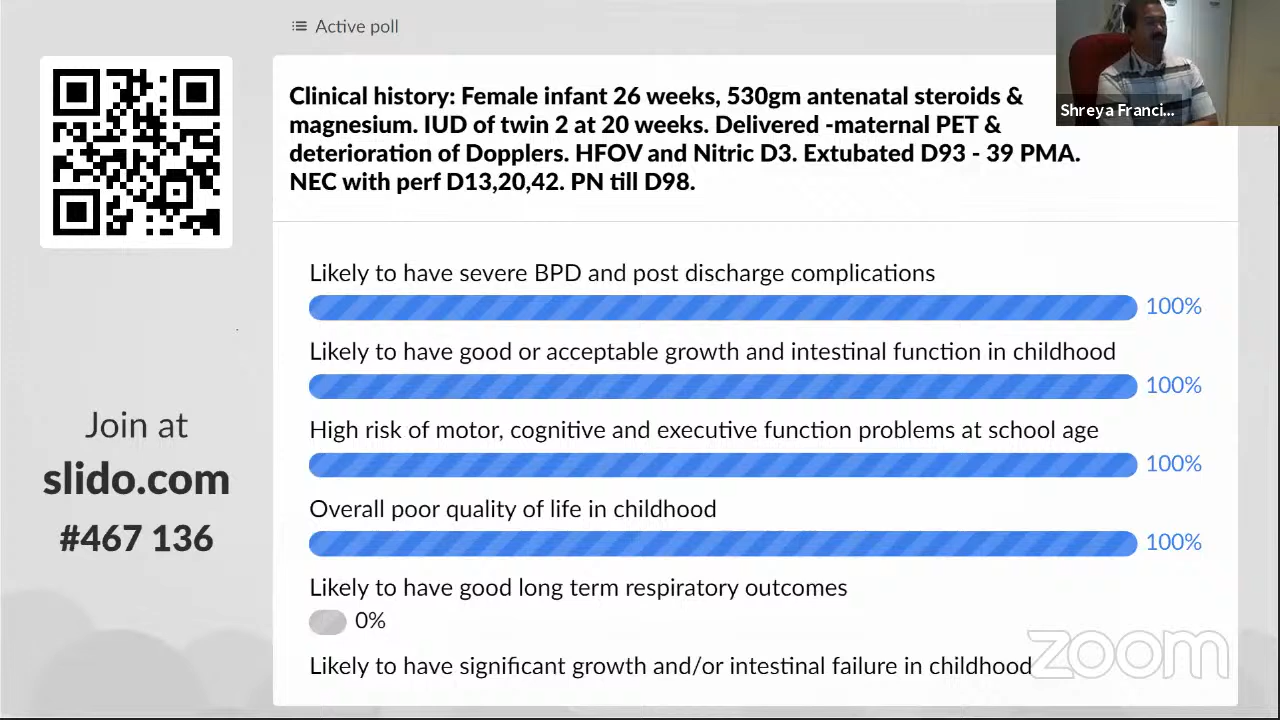 Active poll
Clinical history: Female infant 26 weeks, 530gm antenatal steroids &
magnesium. IUD of twin 2 at 20 weeks. Delivered -maternal PET &
deterioration of Dopplers. HFOV and Nitric D3. Extubated D93 - 39 PMA.
NEC with perf D13,20,42. PN till D98.
Shreya Franci...
Likely to have severe BPD and post discharge complications
100%
Likely to have good or acceptable growth and intestinal function in childhood
100%
High risk of motor, cognitive and executive function problems at school age
100%
Overall poor quality of life in childhood
100%
Likely to have good long term respiratory outcomes
0%
Likely to have significant growth and/or intestinal failure in childhood
Join at
slido.com
#467 136
zoom